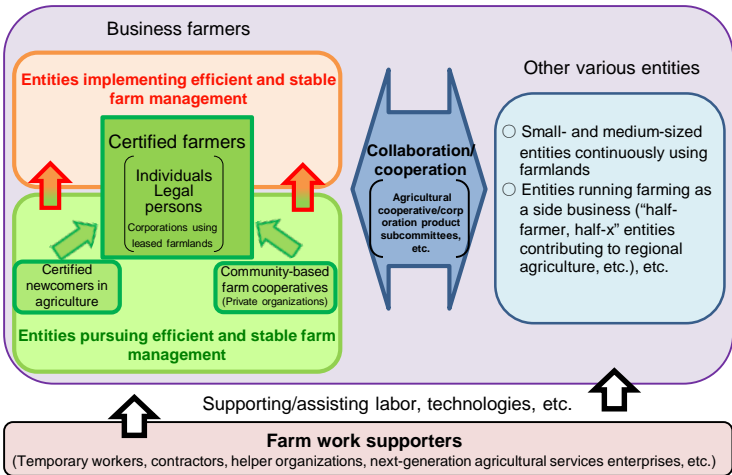 Business farmers
Entities implementing efficient and stable
farm management
Certified farmers
Individuals
Legal
persons
Corporations using
leased farmlands
Certified
newcomers in
agriculture
Community-based
farm cooperatives
(Private organizations)
Entities pursuing efficient and stable farm
management
Collaboration/
cooperation
Agricultural
cooperative/corp
oration product
subcommittees,
etc.
Other various entities
○ Small- and medium-sized
entities continuously using
farmlands
○ Entities running farming as
a side business (“half-
farmer, half-x” entities
contributing to regional
agriculture, etc.), etc.
Supporting/assisting labor, technologies, etc.
Farm work supporters
(Temporary workers, contractors, helper organizations, next-generation agricultural services enterprises, etc.)